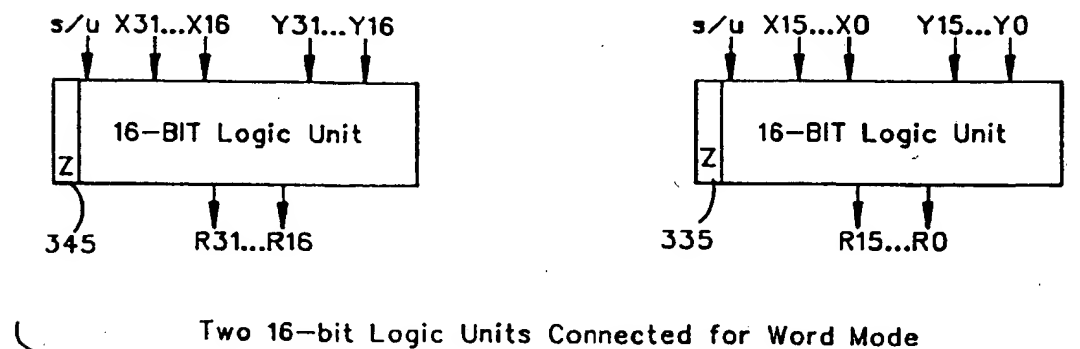 s/u X31...X16 Y31...Y16
s/u X15...X0 Y15...Y0
16-BIT Logic Unit
Z
16-BIT Logic Unit
Z
345
R31...R16
335
R15...R0
Two 16-bit Logic Units Connected for Word Mode